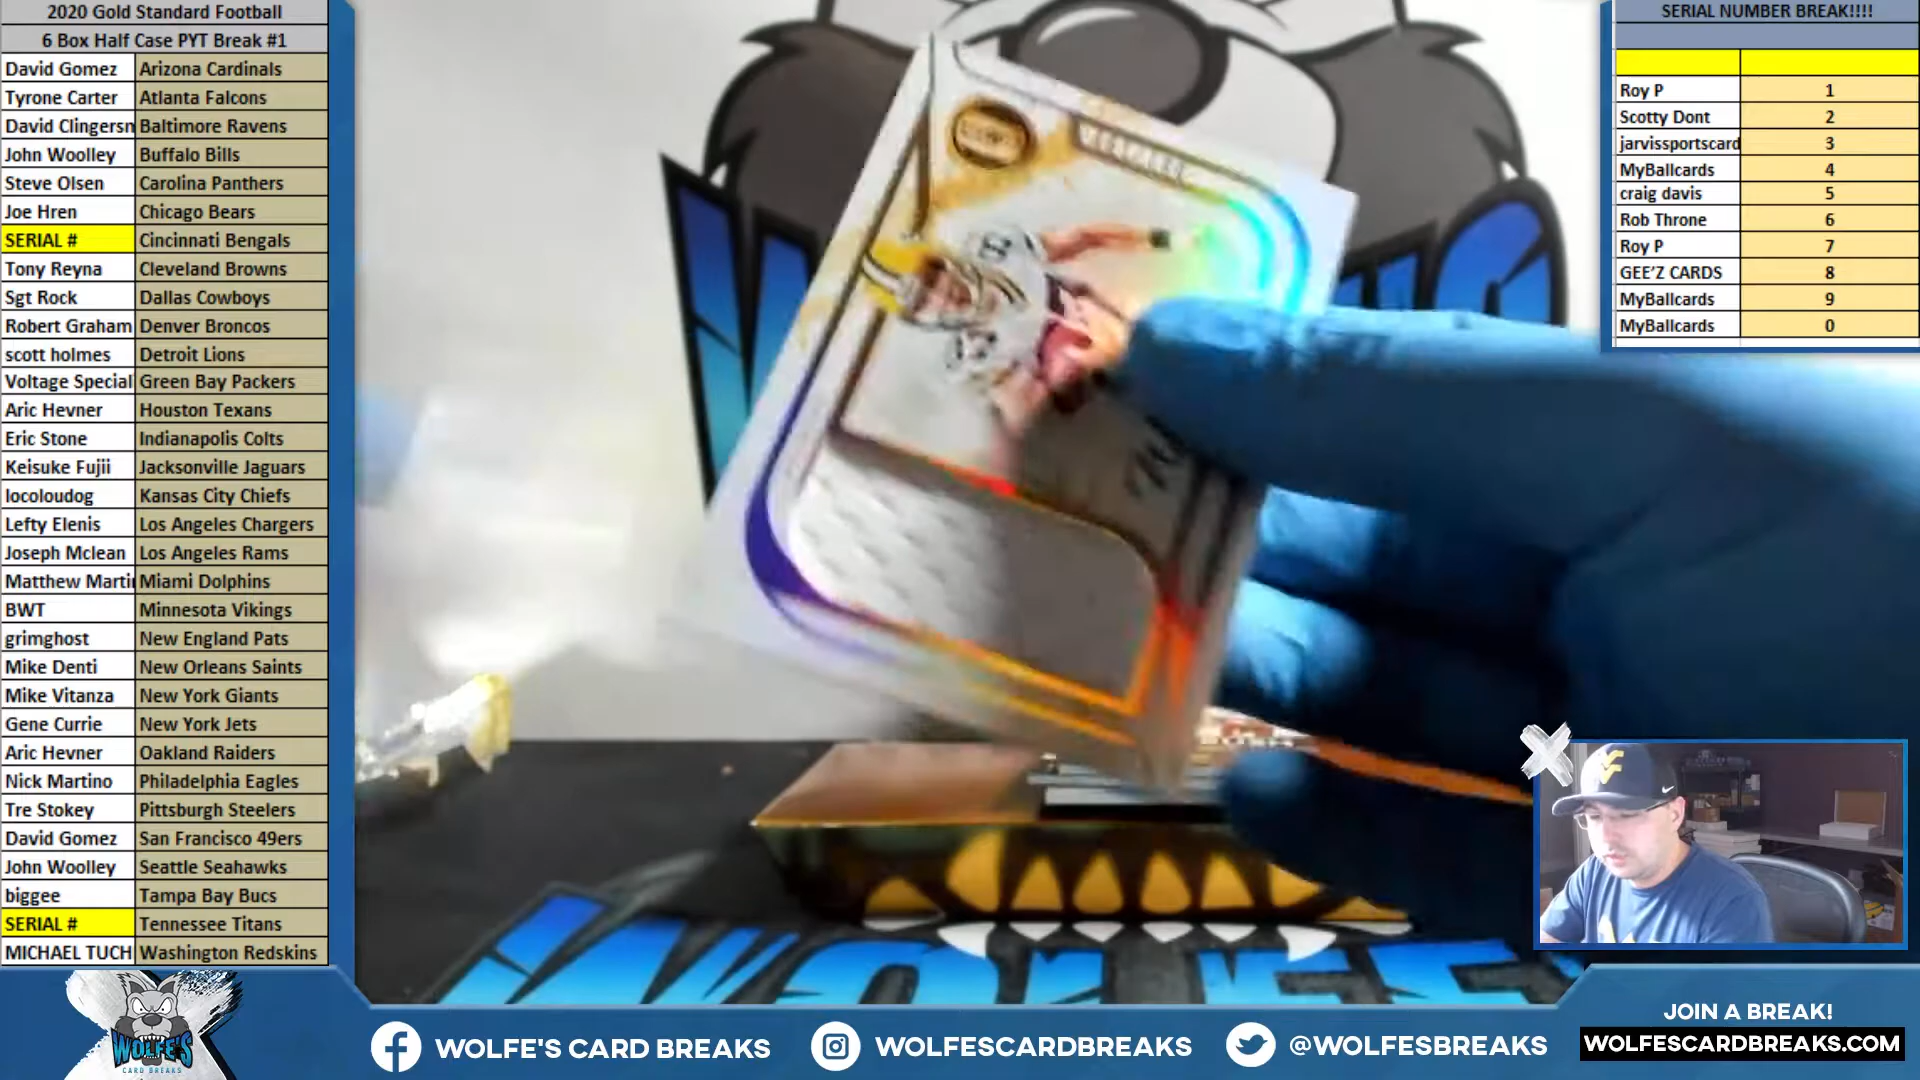 2020 Gold Standard Football
6 Box Half Case PYT Break #1
David Gomez Arizona Cardinals
Tyrone Carter Atlanta Falcons
David Clingersn Baltimore Ravens
John Woolley Buffalo Bills
Steve Olsen Carolina Panthers
Joe Hren Chicago Bears
SERIAL # Cincinnati Bengals
Tony Reyna Cleveland Browns
Sgt Rock Dallas Cowboys
Robert Graham Denver Broncos
scott holmes Detroit Lions
Voltage Special Green Bay Packers
Aric Hevner Houston Texans
Eric Stone Indianapolis Colts
Keisuke Fujii Jacksonville Jaguars
locoloudog Kansas City Chiefs
Lefty Elenis Los Angeles Chargers
Joseph Mclean Los Angeles Rams
Matthew Marti Miami Dolphins
BWT Minnesota Vikings
grimghost New England Pats
Mike Denti New Orleans Saints
Mike Vitanza New York Giants
Gene Currie New York Jets
Aric Hevner Oakland Raiders
Nick Martino Philadelphia Eagles
Tre Stokey Pittsburgh Steelers
David Gomez San Francisco 49ers
John Woolley Seattle Seahawks
biggee Tampa Bay Bucs
SERIAL # Tennessee Titans
MICHAEL TUCH Washington Redskins
SERIAL NUMBER BREAK!!!!
Roy P 1
Scotty Dont 2
jarvissportscard 3
MyBallcards 4
craig davis 5
Rob Throne 6
Roy P 7
GEE'Z CARDS 8
MyBallcards 9
MyBallcards 0
WOLFE'S
CARD BREAKS
WOLFE'S CARD BREAKS
WOLFESCARDBREAKS
@WOLFESBREAKS
JOIN A BREAK!
WOLFESCARDBREAKS.COM